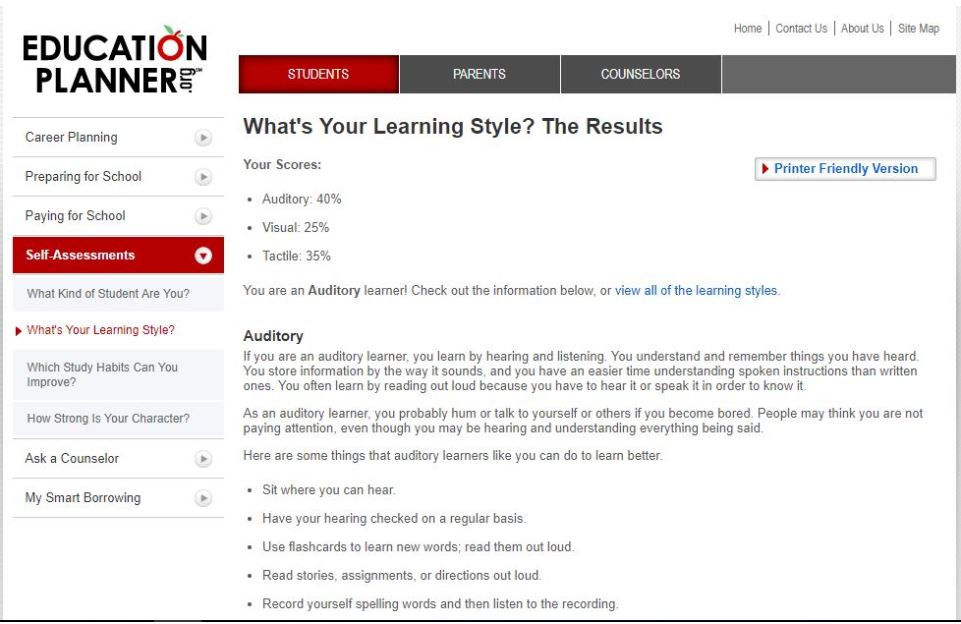 Home | Contact Us | About Us | Site Map
EDUCATION
PLANNER.org™
STUDENTS
PARENTS
COUNSELORS
Career Planning
Preparing for School
Paying for School
Self-Assessments
What Kind of Student Are You?
What's Your Learning Style?
Which Study Habits Can You
Improve?
How Strong Is Your Character?
Ask a Counselor
My Smart Borrowing
What's Your Learning Style? The Results
Your Scores:
Printer Friendly Version
• Auditory: 40%
• Visual: 25%
• Tactile: 35%
You are an Auditory learner! Check out the information below, or view all of the learning styles.
Auditory
If you are an auditory learner, you learn by hearing and listening. You understand and remember things you have heard.
You store information by the way it sounds, and you have an easier time understanding spoken instructions than written
ones. You often learn by reading out loud because you have to hear it or speak it in order to know it.
As an auditory learner, you probably hum or talk to yourself or others if you become bored. People may think you are not
paying attention, even though you may be hearing and understanding everything being said.
Here are some things that auditory learners like you can do to learn better.
• Sit where you can hear.
• Have your hearing checked on a regular basis.
• Use flashcards to learn new words; read them out loud.
• Read stories, assignments, or directions out loud.
• Record yourself spelling words and then listen to the recording.